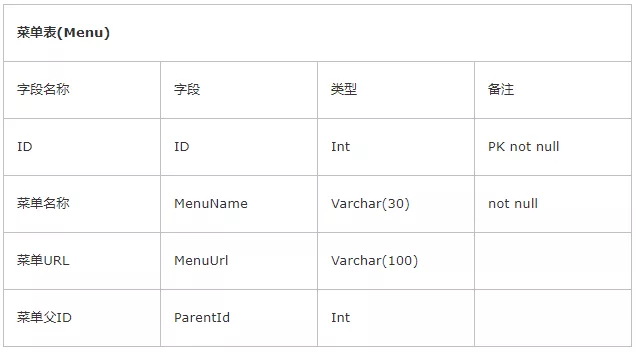 菜单表(Menu)
字段名称 字段 类型 备注
ID ID Int PK not null
菜单名称 MenuName Varchar(30) not null
菜单URL MenuUrl Varchar(100)
菜单父ID ParentId Int